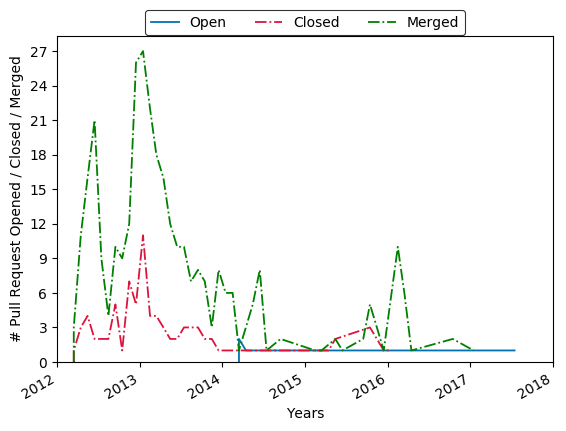 Open Closed Merged
# Pull Request Opened / Closed / Merged
27
24
21
18
15
12
9
6
3
0
2012 2013 2014 2015 2016 2017 2018
Years